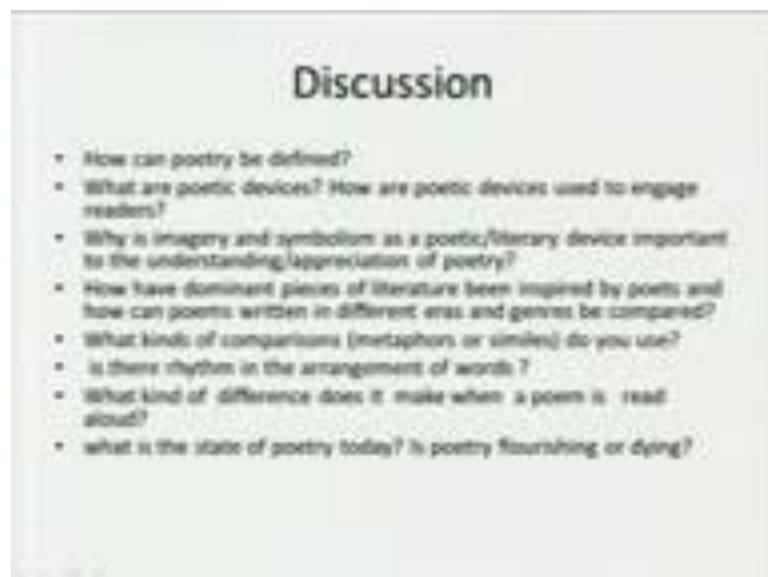 Discussion
• How can poetry be defined?
• What are poetic devices? How are poetic devices used to engage
readers?
• Why is imagery and symbolism as a poetic/literary device important
to the understanding/appreciation of poetry?
• How have dominant pieces of literature been inspired by poets and
how can poems written in different eras and genres be compared?
• What kinds of comparisons (metaphors or similes) do you use?
• is there rhythm in the arrangement of words ?
• What kind of difference does it make when a poem is read
aloud?
• what is the state of poetry today? Is poetry flourishing or dying?